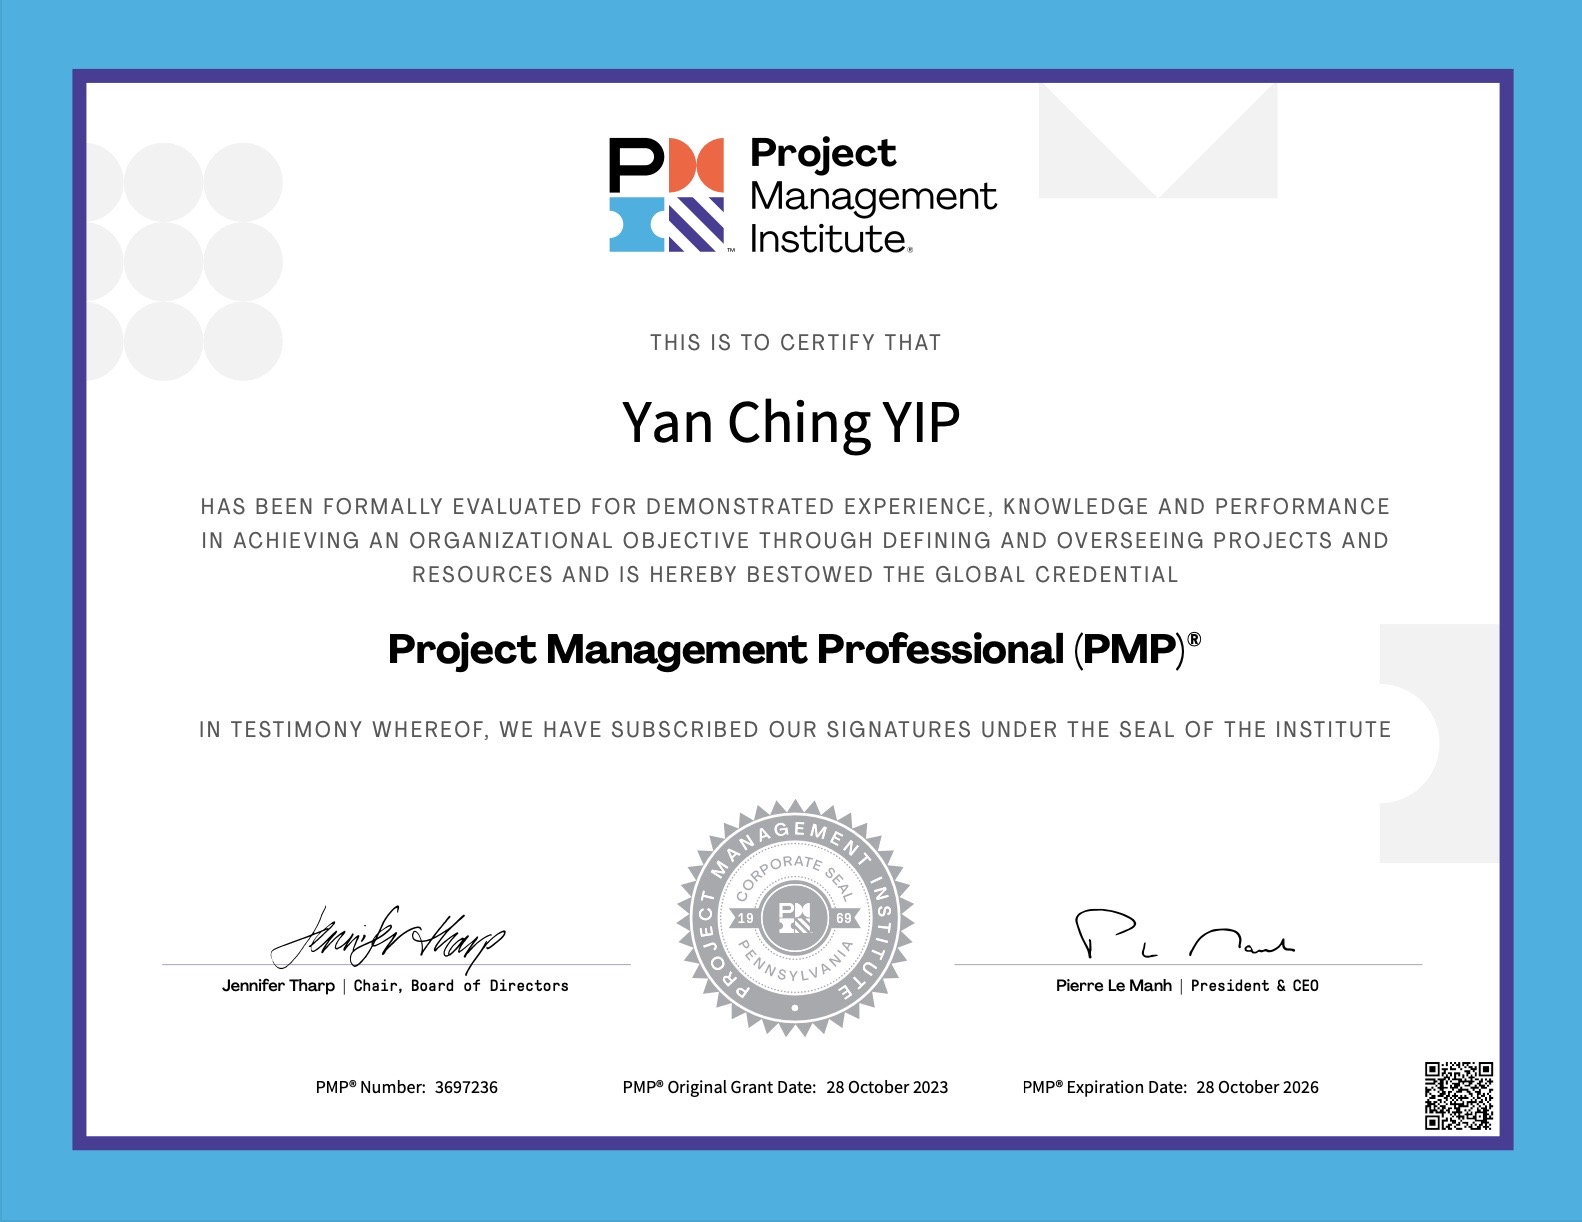 Project
Management
Institute®
THIS IS TO CERTIFY THAT
Yan Ching YIP
HAS BEEN FORMALLY EVALUATED FOR DEMONSTRATED EXPERIENCE, KNOWLEDGE AND PERFORMANCE
IN ACHIEVING AN ORGANIZATIONAL OBJECTIVE THROUGH DEFINING AND OVERSEEING PROJECTS AND
RESOURCES AND IS HEREBY BESTOWED THE GLOBAL CREDENTIAL
Project Management Professional (PMP)®
IN TESTIMONY WHEREOF, WE HAVE SUBSCRIBED OUR SIGNATURES UNDER THE SEAL OF THE INSTITUTE
PROJECT MANAGEMENT INSTITUTE
CORPORATE SEAL
19 69
PENNSYLVANIA
Jennifer Tharp
Jennifer Tharp | Chair, Board of Directors
Pierre Le Manh | President & CEO
PMP® Number: 3697236
PMP® Original Grant Date: 28 October 2023
PMP® Expiration Date: 28 October 2026